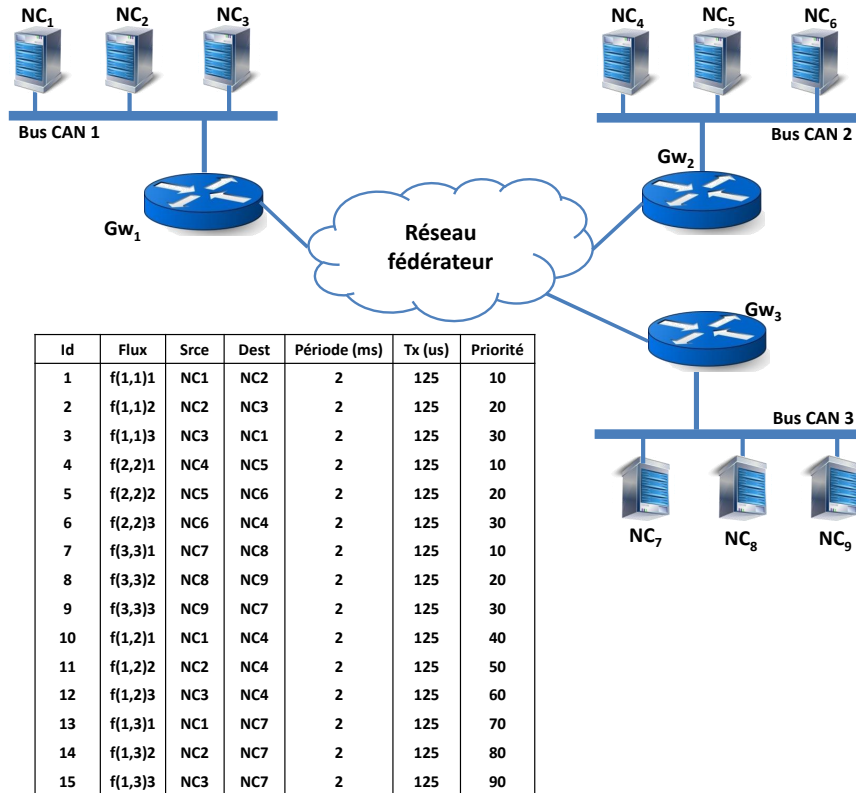 NC1 NC2 NC3
NC4 NC5 NC6
Bus CAN 1
Bus CAN 2
Gw1
Gw2
Réseau
fédérateur
Gw3
Bus CAN 3
NC7 NC8 NC9
Id Flux Srce Dest Période (ms) Tx (us) Priorité
1 f(1,1)1 NC1 NC2 2 125 10
2 f(1,1)2 NC2 NC3 2 125 20
3 f(1,1)3 NC3 NC1 2 125 30
4 f(2,2)1 NC4 NC5 2 125 10
5 f(2,2)2 NC5 NC6 2 125 20
6 f(2,2)3 NC6 NC4 2 125 30
7 f(3,3)1 NC7 NC8 2 125 10
8 f(3,3)2 NC8 NC9 2 125 20
9 f(3,3)3 NC9 NC7 2 125 30
10 f(1,2)1 NC1 NC4 2 125 40
11 f(1,2)2 NC2 NC4 2 125 50
12 f(1,2)3 NC3 NC4 2 125 60
13 f(1,3)1 NC1 NC7 2 125 70
14 f(1,3)2 NC2 NC7 2 125 80
15 f(1,3)3 NC3 NC7 2 125 90